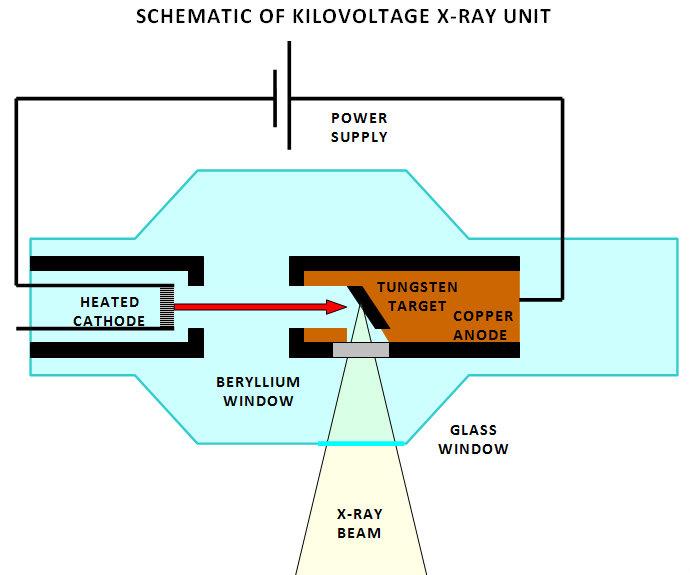 SCHEMATIC OF KILOVOLTAGE X-RAY UNIT
POWER
SUPPLY
HEATED
CATHODE
TUNGSTEN
TARGET
COPPER
ANODE
BERYLLIUM
WINDOW
GLASS
WINDOW
X-RAY
BEAM